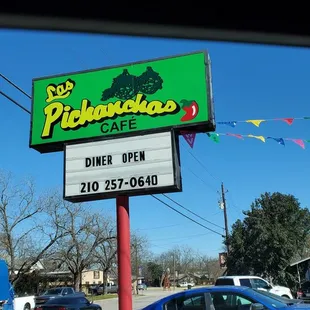 Las
Pichanchas
CAFÉ
DINER OPEN
210 257-0640